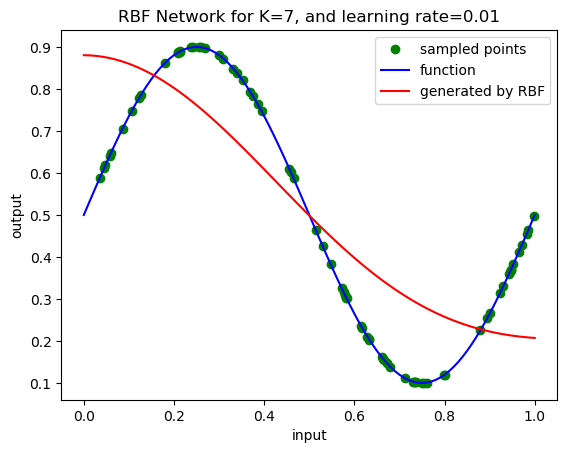 RBF Network for K=7, and learning rate=0.01
sampled points
function
generated by RBF
output
0.9
0.8
0.7
0.6
0.5
0.4
0.3
0.2
0.1
0.0 0.2 0.4 0.6 0.8 1.0
input